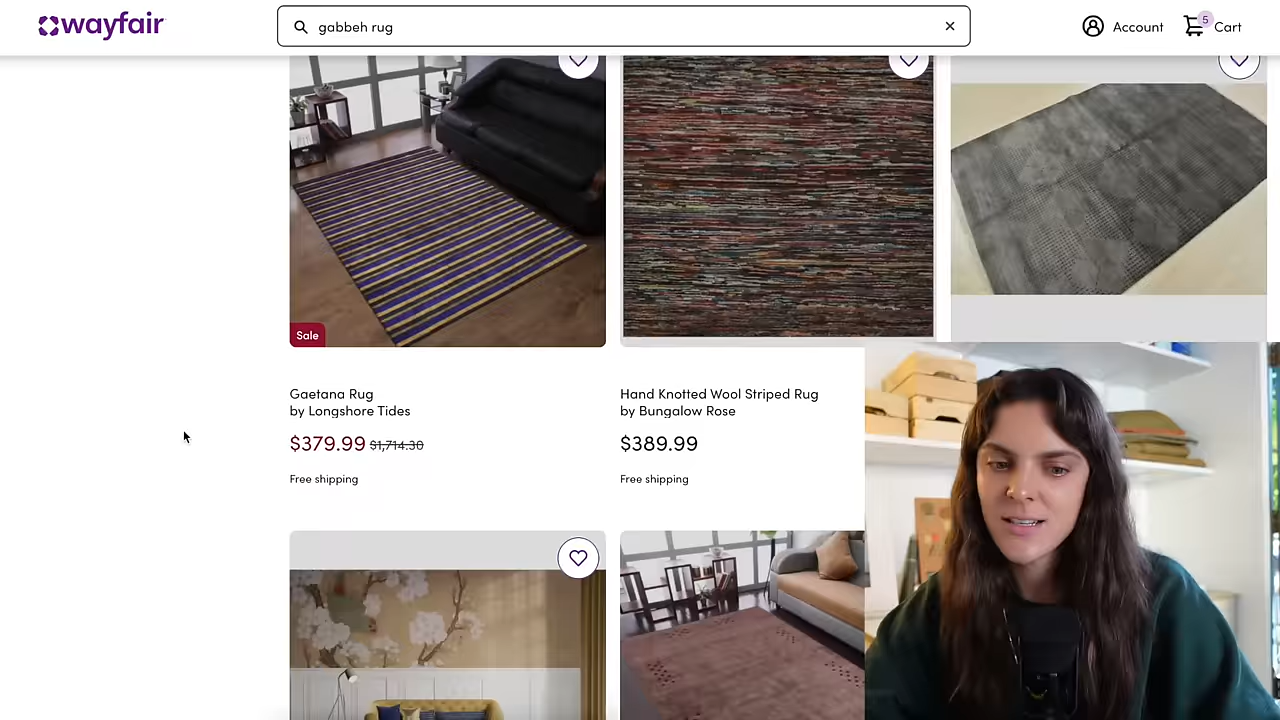 wayfair
gabbeh rug
Account
5
Cart
Sale
Gaetana Rug
by Longshore Tides
$379.99 $1,714.30
Free shipping
Hand Knotted Wool Striped Rug
by Bungalow Rose
$389.99
Free shipping